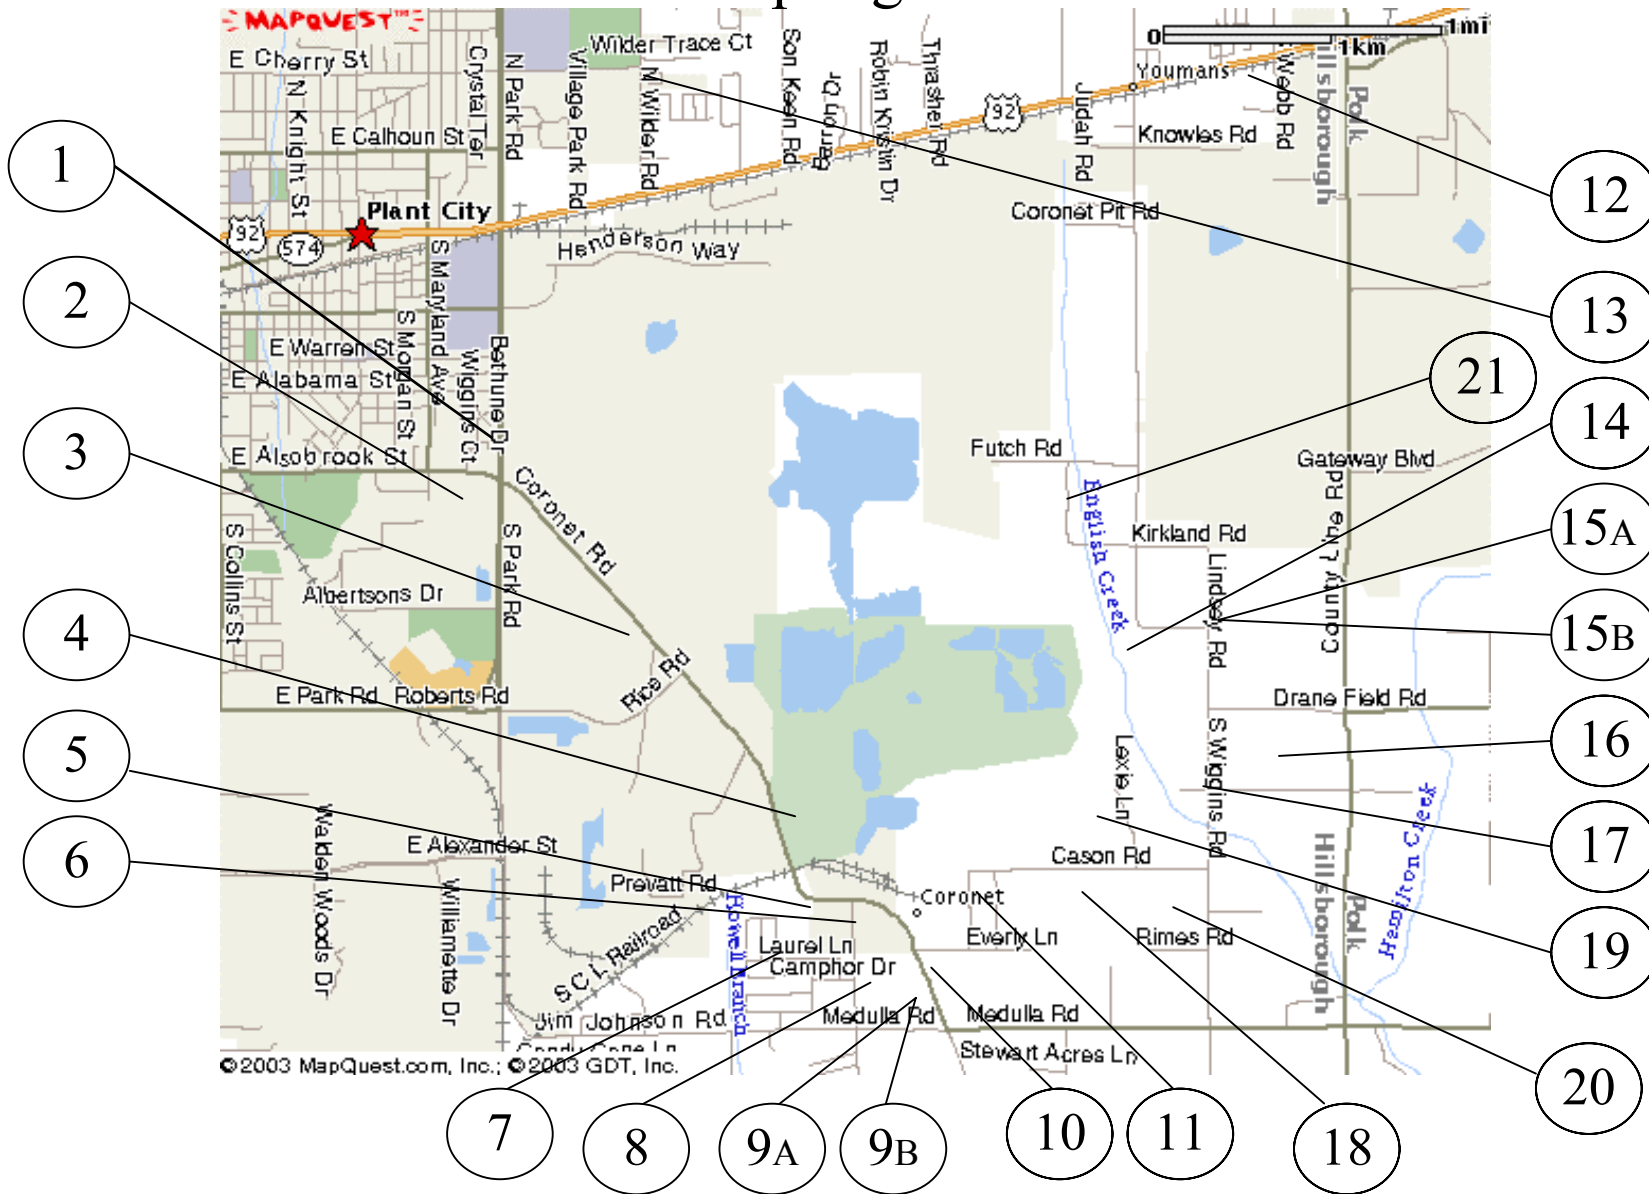 MAPQUEST
0
1km
1mi
E Cherry St
Crystal Ter
N Park Rd
Village Park Rd
Wilder Trace Ct
N Wilder Rd
Son Keen Rd
Robin Kristin Dr
Thrasher Rd
92
Youmans
Judah Rd
Webb Rd
Hillsborough
Polk
N Knight St
E Calhoun St
Knowles Rd
1
12
Plant City
92
574
Coronet Pit Rd
Henderson Way
S Maryland Ave
2
13
E Warren St
S Morgan St
Wiggins Ct
Bethune Dr
E Alabama St
21
14
3
E Alsobrook St
Coronet Rd
Futch Rd
English Creek
Gateway Blvd
County Line Rd
15A
S Collins St
S Park Rd
Kirkland Rd
Lindsey Rd
Albertsons Dr
4
15B
E Park Rd
Roberts Rd
Rice Rd
Drane Field Rd
5
Lexie Ln
S Wiggins Rd
16
Hamilton Creek
Walden Woods Dr
E Alexander St
17
6
Cason Rd
Hillsborough
Polk
Prevatt Rd
Williamette Dr
Howell Branch
Coronet
S C L Railroad
Laurel Ln
Everly Ln
Rimes Rd
19
Camphor Dr
Jim Johnson Rd
Medulla Rd
Medulla Rd
Stewart Acres Ln
©2003 MapQuest.com, Inc.; ©2003 GDT, Inc.
20
7
8
9A
9B
10
11
18